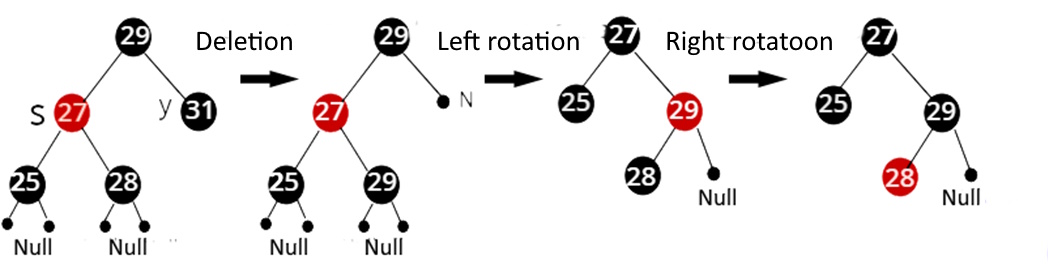 29 Deletion 29 Left rotation 27 Right rotatoon 27
S 27 y 31 27 N 25 29 25 29
25 28 25 29 28 Null 28 Null
Null Null Null Null